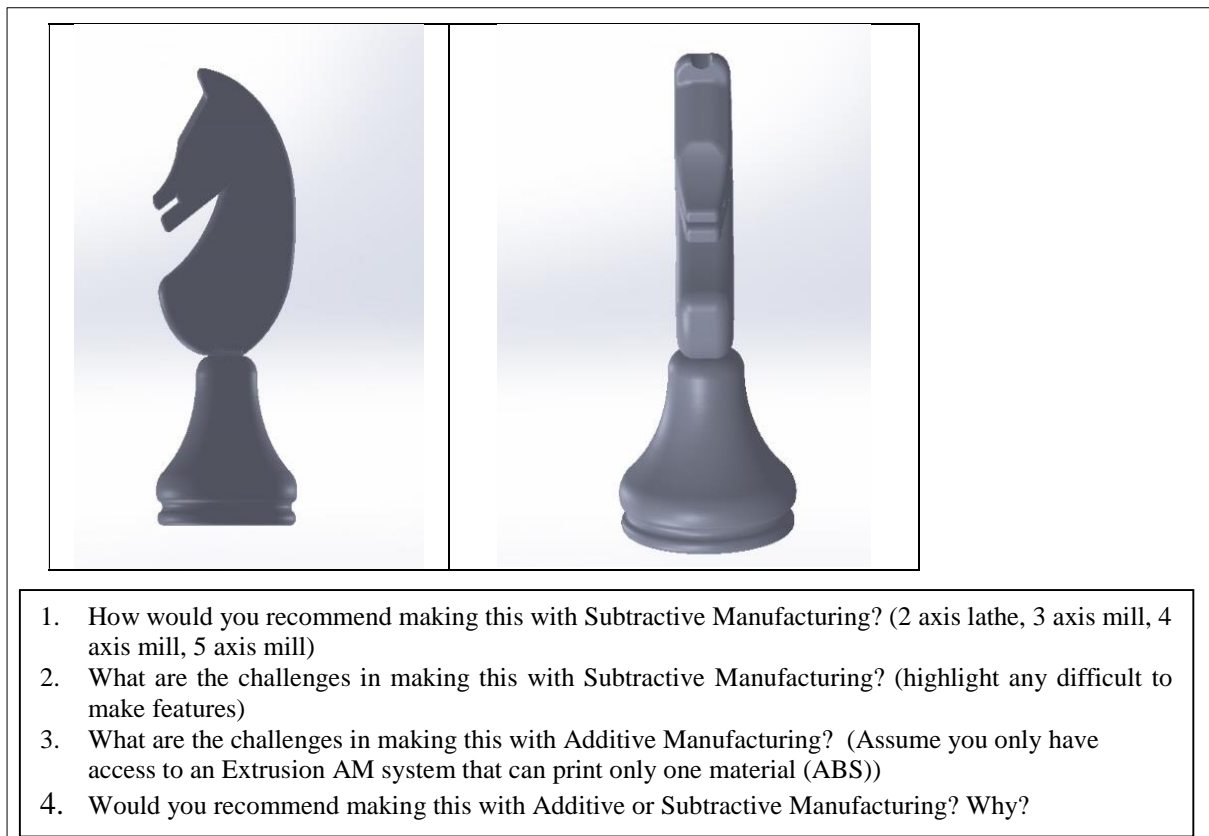 1. How would you recommend making this with Subtractive Manufacturing? (2 axis lathe, 3 axis mill, 4
axis mill, 5 axis mill)
2. What are the challenges in making this with Subtractive Manufacturing? (highlight any difficult to
make features)
3. What are the challenges in making this with Additive Manufacturing? (Assume you only have
access to an Extrusion AM system that can print only one material (ABS))
4. Would you recommend making this with Additive or Subtractive Manufacturing? Why?